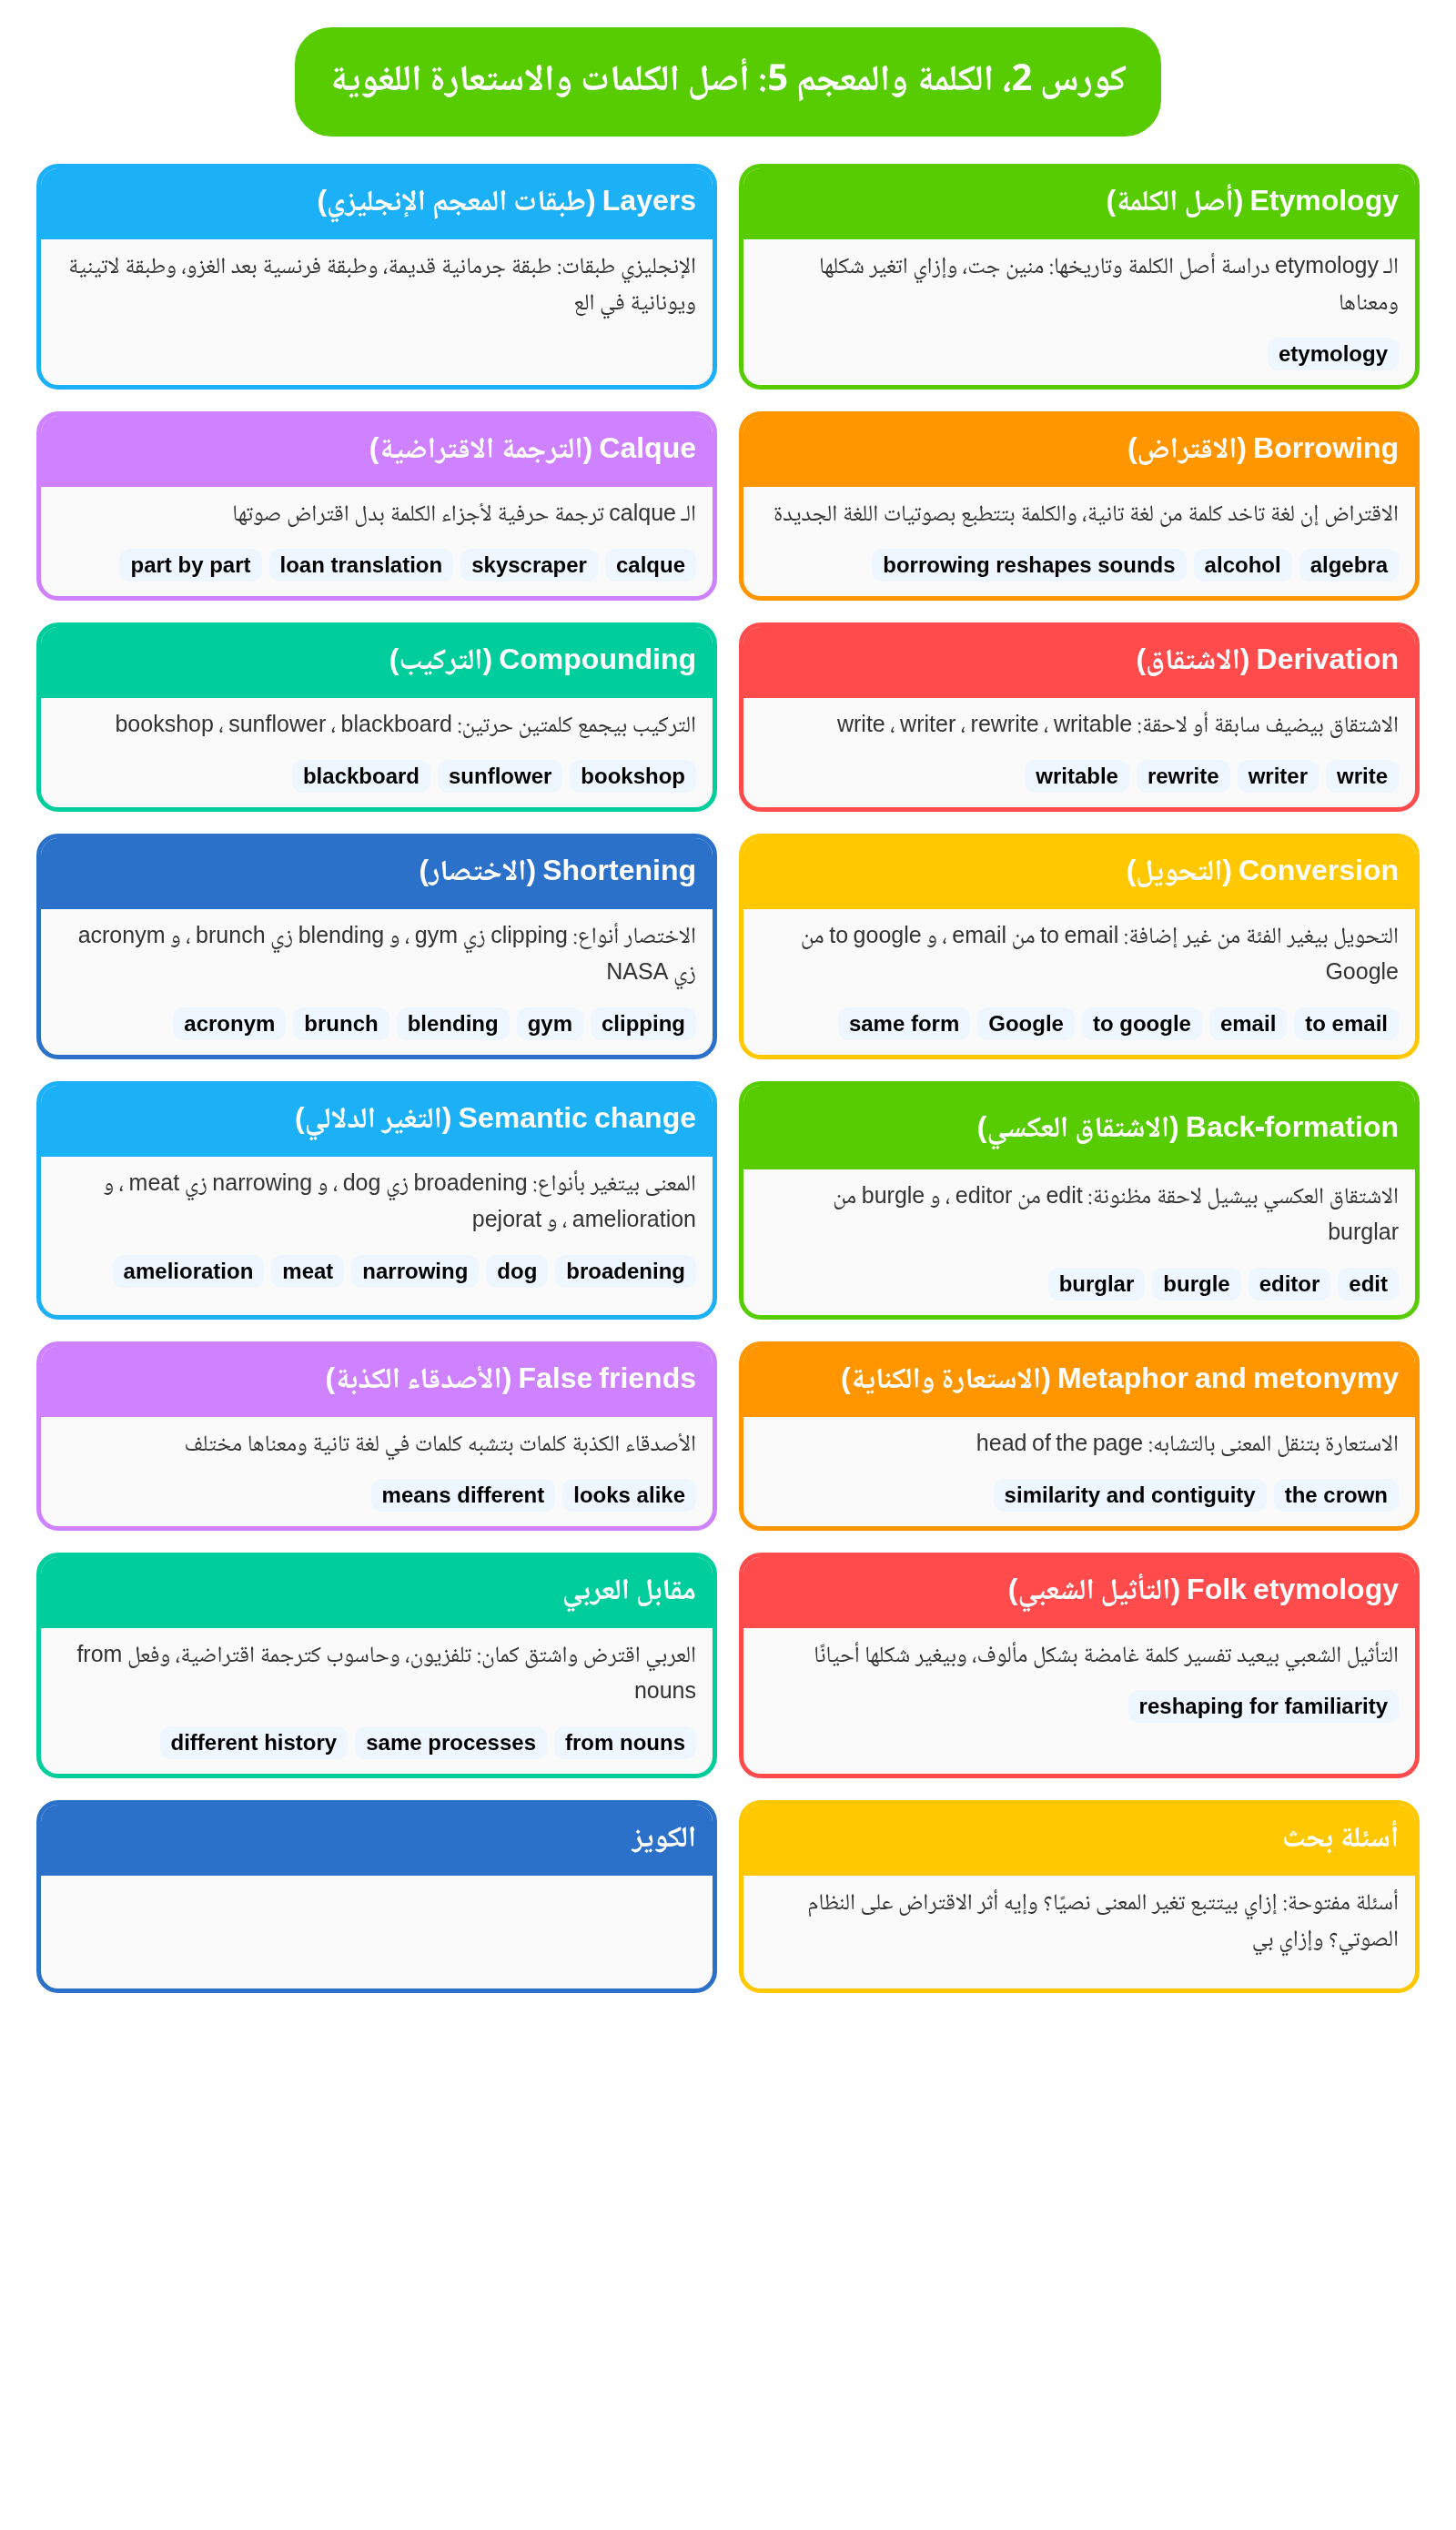 كورس 2، الكلمة والمعجم 5: أصل الكلمات والاستعارة اللغوية
Etymology (أصل الكلمة)
الـ etymology دراسة أصل الكلمة وتاريخها: منين جت، وإزاي اتغير شكلها
ومعناها
etymology
Layers (طبقات المعجم الإنجليزي)
الإنجليزي طبقات: طبقة جرمانية قديمة، وطبقة فرنسية بعد الغزو، وطبقة لاتينية
ويونانية في الع
Borrowing (الاقتراض)
الاقتراض إن لغة تاخد كلمة من لغة تانية، والكلمة بتتطبع بصوتيات اللغة الجديدة
algebra alcohol borrowing reshapes sounds
Calque (الترجمة الاقتراضية)
الـ calque ترجمة حرفية لأجزاء الكلمة بدل اقتراض صوتها
calque skyscraper loan translation part by part
Derivation (الاشتقاق)
الاشتقاق بيضيف سابقة أو لاحقة: write ، writer ، rewrite ، writable
write writer rewrite writable
Compounding (التركيب)
التركيب بيجمع كلمتين حرتين: bookshop ، sunflower ، blackboard
bookshop sunflower blackboard
Conversion (التحويل)
التحويل بيغير الفئة من غير إضافة: to email من email ، و to google من
Google
to email email to google Google same form
Shortening (الاختصار)
الاختصار أنواع: clipping زي gym ، و blending زي brunch ، و acronym
زي NASA
clipping gym blending brunch acronym
Back-formation (الاشتقاق العكسي)
الاشتقاق العكسي بيشيل لاحقة مظنونة: edit من editor ، و burgle من
burglar
edit editor burgle burglar
Semantic change (التغير الدلالي)
المعنى بيتغير بأنواع: broadening زي dog ، و narrowing زي meat ، و
amelioration ، و pejorat
broadening dog narrowing meat amelioration
Metaphor and metonymy (الاستعارة والكناية)
الاستعارة بتنقل المعنى بالتشابه: head of the page
the crown similarity and contiguity
False friends (الأصدقاء الكذبة)
الأصدقاء الكذبة كلمات بتشبه كلمات في لغة تانية ومعناها مختلف
looks alike means different
Folk etymology (التأثيل الشعبي)
التأثيل الشعبي بيعيد تفسير كلمة غامضة بشكل مألوف، وبيغير شكلها أحيانًا
reshaping for familiarity
مقابل العربي
العربي اقترض واشتق كمان: تلفزيون، وحاسوب كترجمة اقتراضية، وفعل from
nouns
from nouns same processes different history
أسئلة بحث
أسئلة مفتوحة: إزاي بيتتبع تغير المعنى نصيًا؟ وإيه أثر الاقتراض على النظام
الصوتي؟ وإزاي بي
الكويز